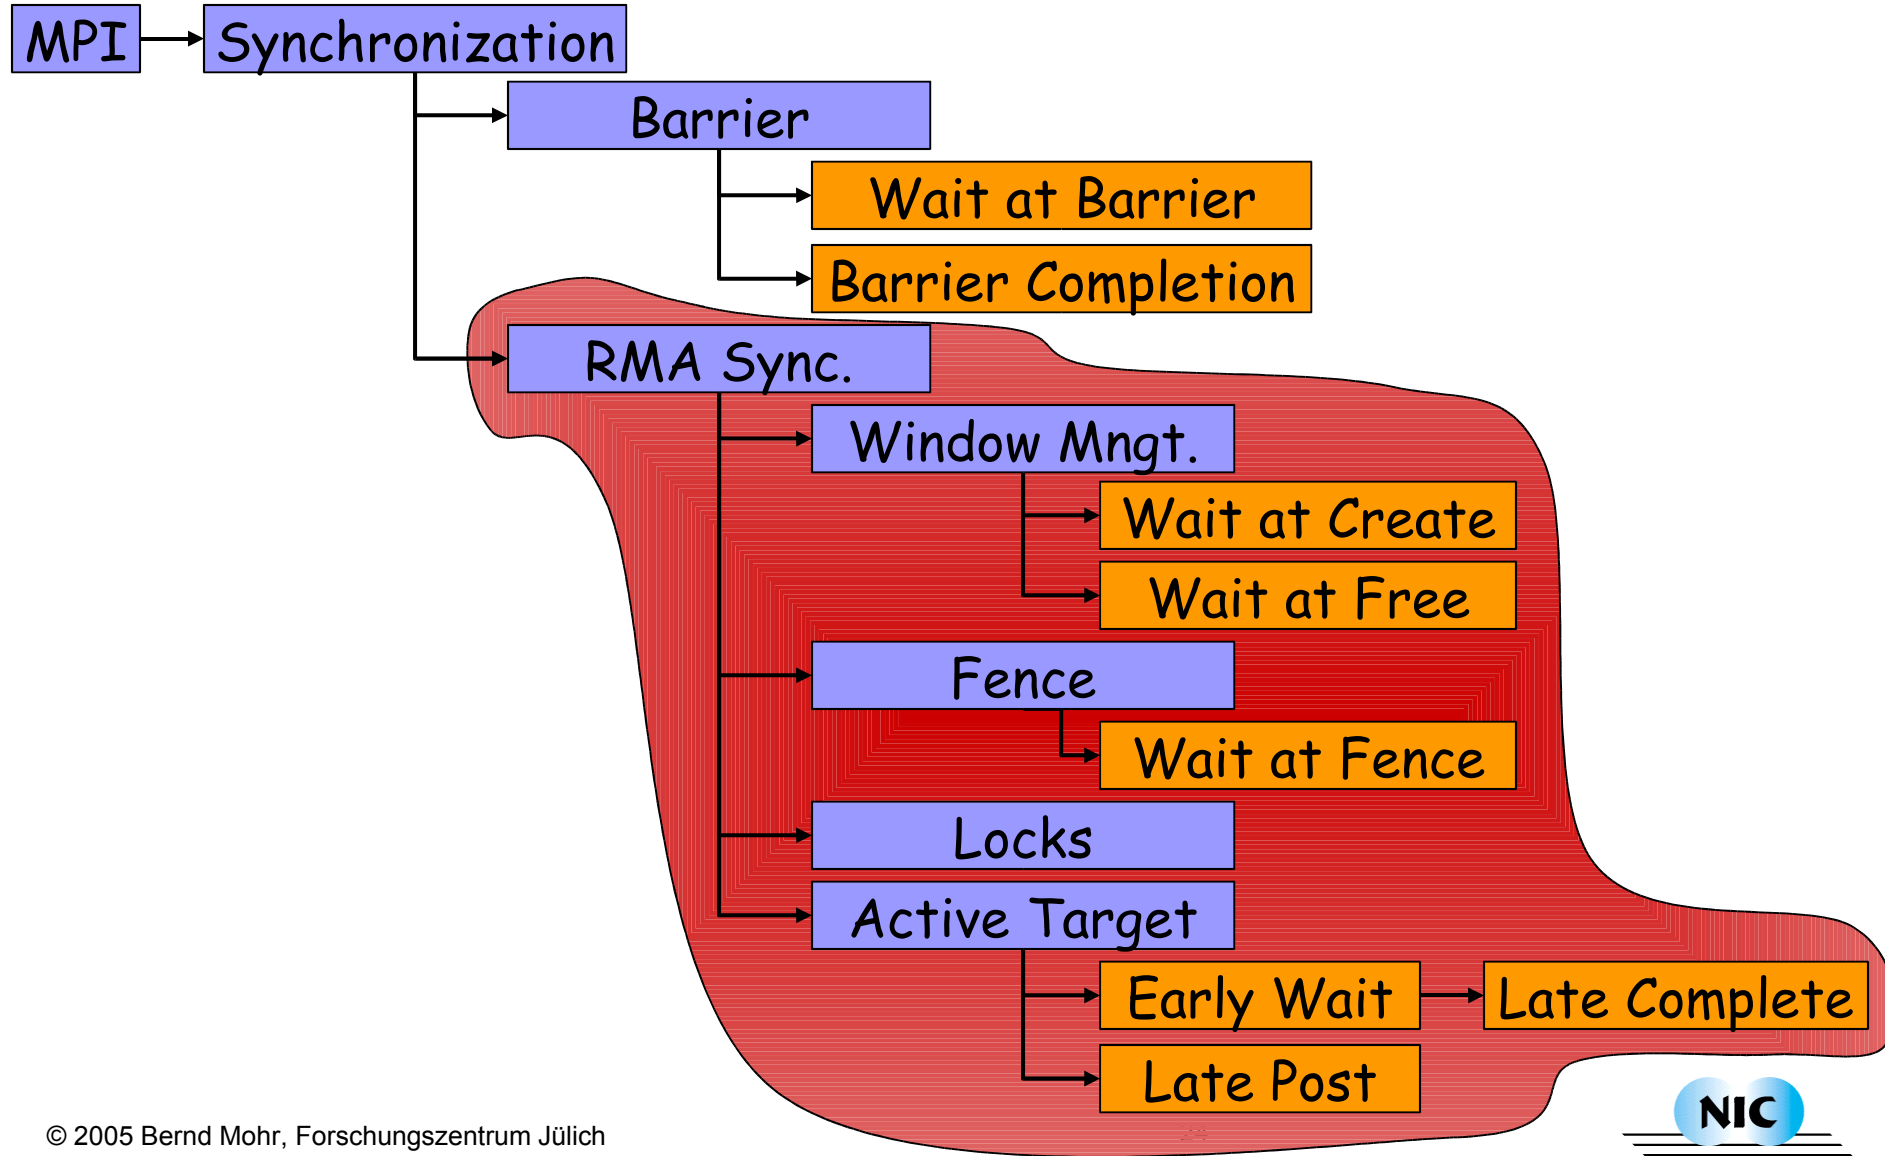 MPI
Synchronization
Barrier
Wait at Barrier
Barrier Completion
RMA Sync.
Window Mngt.
Wait at Create
Wait at Free
Fence
Wait at Fence
Locks
Active Target
Early Wait
Late Complete
Late Post
© 2005 Bernd Mohr, Forschungszentrum Jülich
NIC